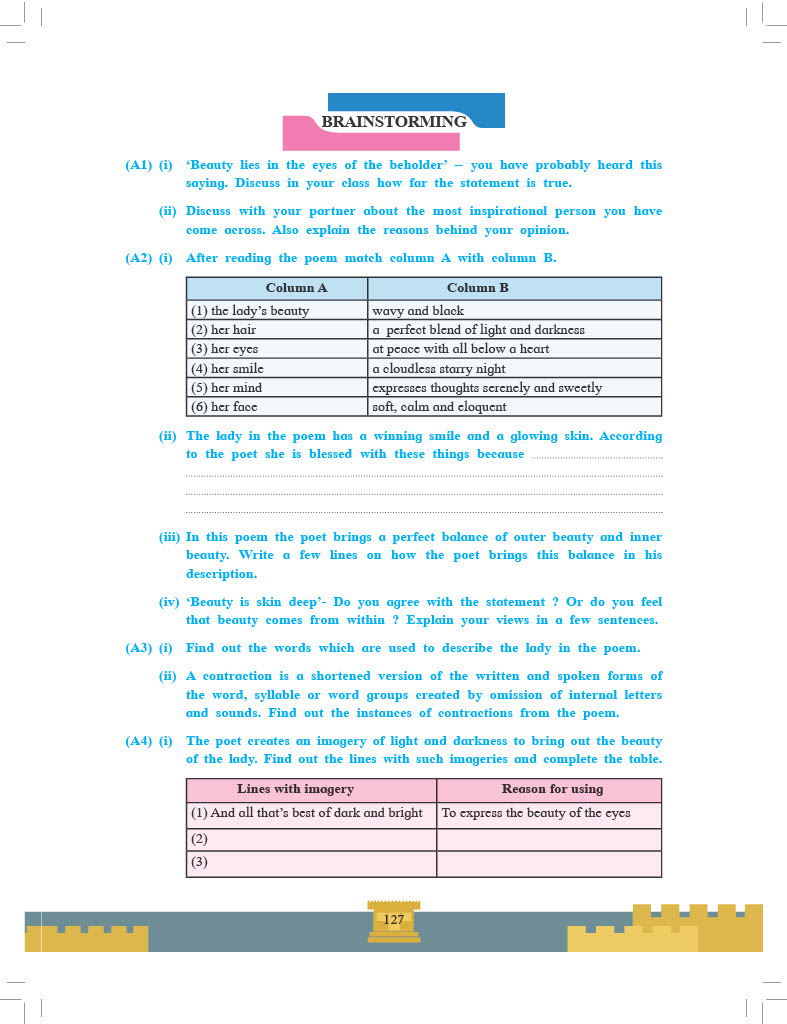 BRAINSTORMING
(A1) (i) ‘Beauty lies in the eyes of the beholder’ – you have probably heard this
saying. Discuss in your class how far the statement is true.
(ii) Discuss with your partner about the most inspirational person you have
come across. Also explain the reasons behind your opinion.
(A2) (i) After reading the poem match column A with column B.
Column A Column B
(1) the lady’s beauty wavy and black
(2) her hair a perfect blend of light and darkness
(3) her eyes at peace with all below a heart
(4) her smile a cloudless starry night
(5) her mind expresses thoughts serenely and sweetly
(6) her face soft, calm and eloquent
(ii) The lady in the poem has a winning smile and a glowing skin. According
to the poet she is blessed with these things because
(iii) In this poem the poet brings a perfect balance of outer beauty and inner
beauty. Write a few lines on how the poet brings this balance in his
description.
(iv) ‘Beauty is skin deep’- Do you agree with the statement ? Or do you feel
that beauty comes from within ? Explain your views in a few sentences.
(A3) (i) Find out the words which are used to describe the lady in the poem.
(ii) A contraction is a shortened version of the written and spoken forms of
the word, syllable or word groups created by omission of internal letters
and sounds. Find out the instances of contractions from the poem.
(A4) (i) The poet creates an imagery of light and darkness to bring out the beauty
of the lady. Find out the lines with such imageries and complete the table.
Lines with imagery Reason for using
(1) And all that’s best of dark and bright To express the beauty of the eyes
(2)
(3)
127